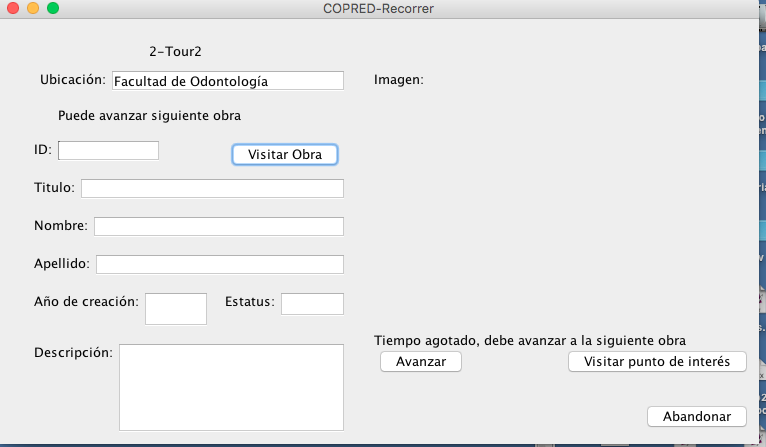 COPRED-Recorrer
2-Tour2
Ubicación: Facultad de Odontología
Imagen:
Puede avanzar siguiente obra
ID:
Visitar Obra
Titulo:
Nombre:
Apellido:
Año de creación:
Estatus:
Descripción:
Tiempo agotado, debe avanzar a la siguiente obra
Avanzar
Visitar punto de interés
Abandonar